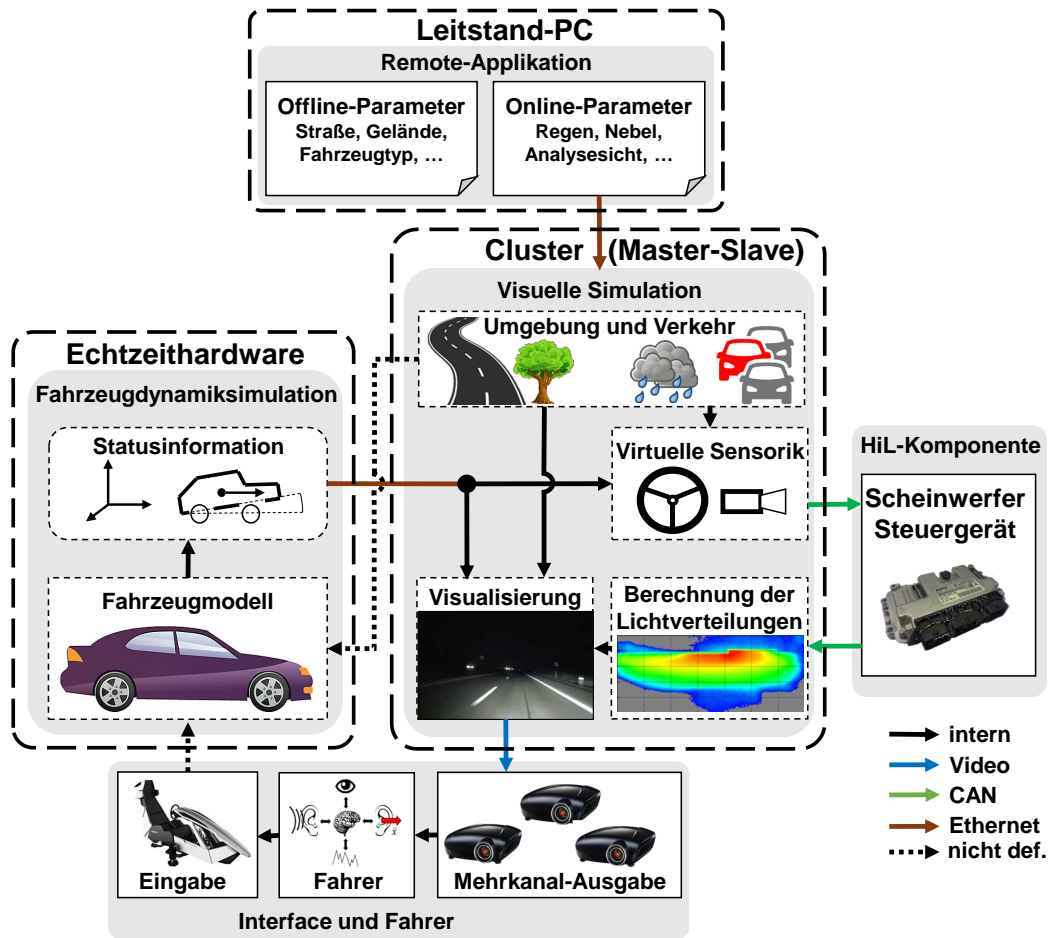 Leitstand-PC
Remote-Applikation
Offline-Parameter
Straße, Gelände,
Fahrzeugtyp, …
Online-Parameter
Regen, Nebel,
Analysesicht, …
Cluster (Master-Slave)
Visuelle Simulation
Umgebung und Verkehr
Echtzeithardware
Fahrzeugdynamiksimulation
Statusinformation
Virtuelle Sensorik
HiL-Komponente
Scheinwerfer
Steuergerät
Fahrzeugmodell
Visualisierung
Berechnung der
Lichtverteilungen
intern
Video
CAN
Ethernet
nicht def.
Eingabe
Fahrer
Mehrkanal-Ausgabe
Interface und Fahrer